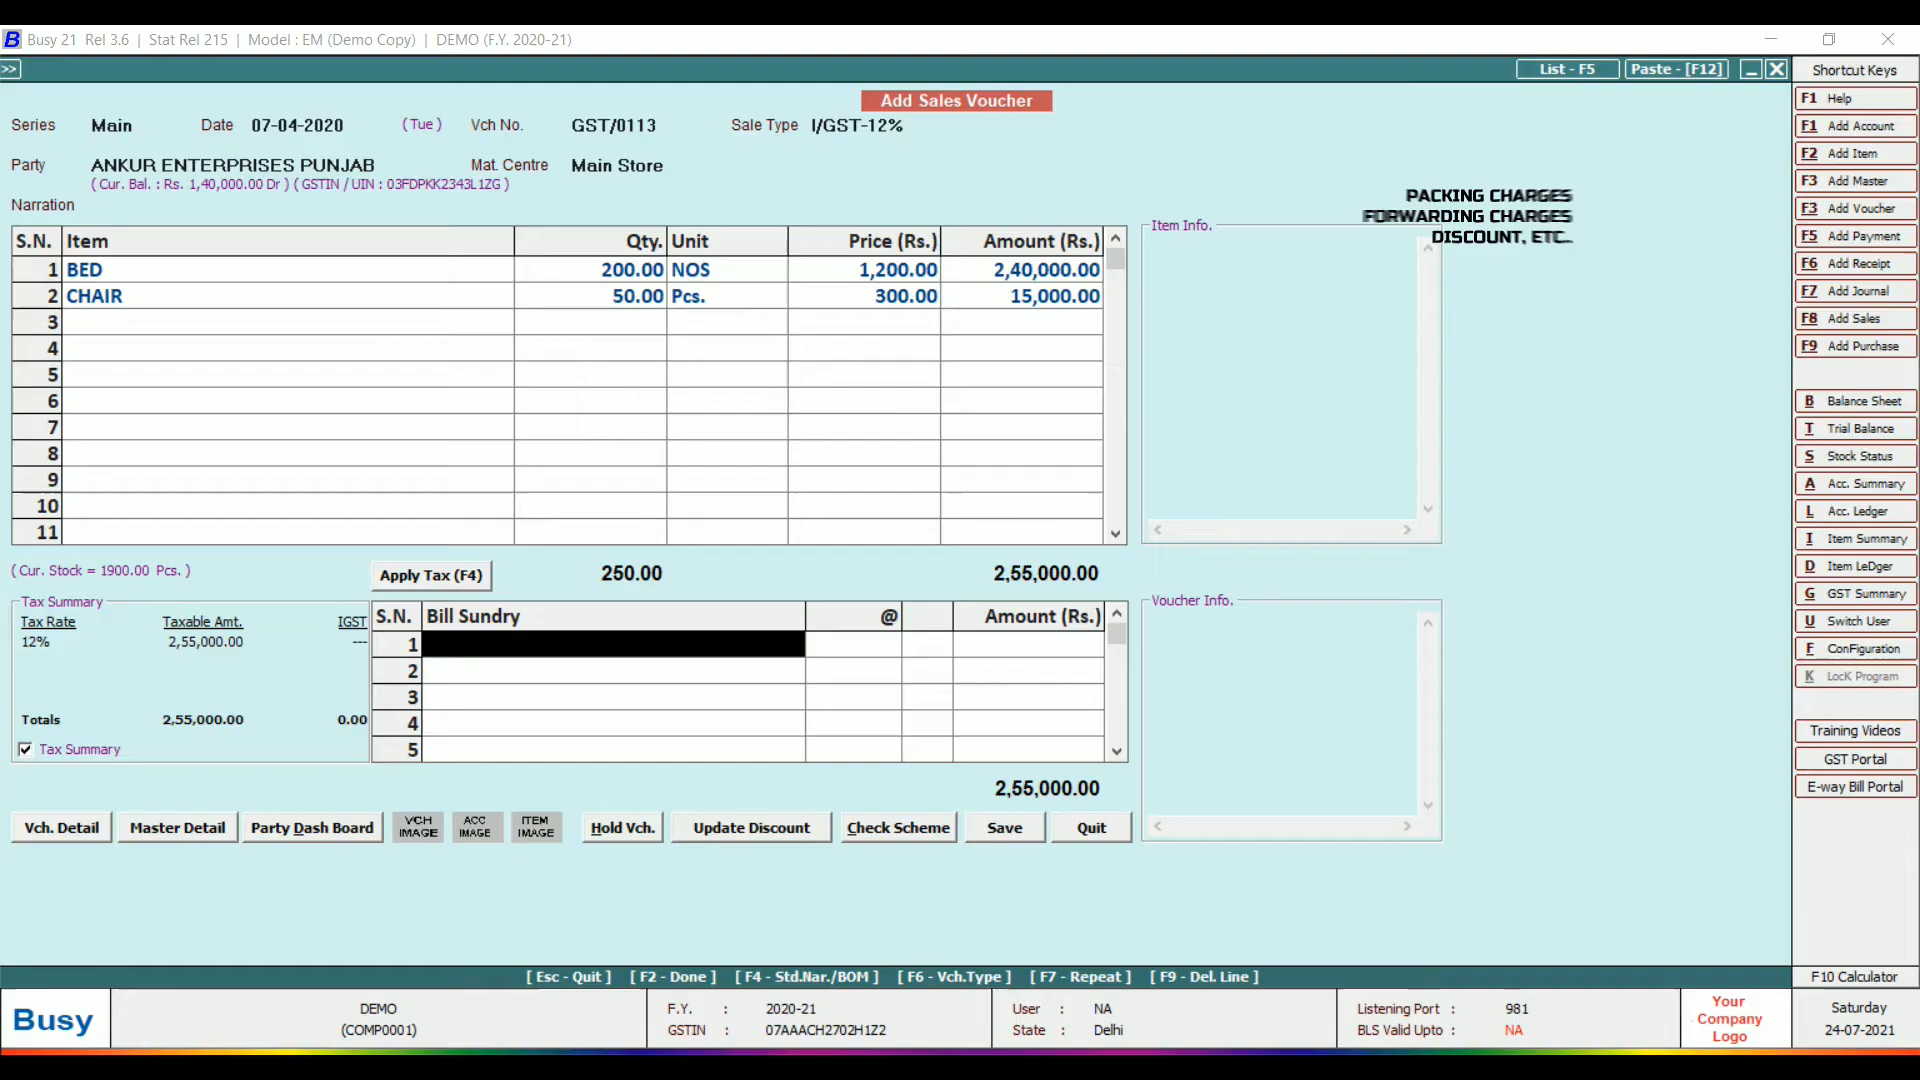 B Busy 21 Rel 3.6 | Stat Rel 215 | Model : EM (Demo Copy) | DEMO (F.Y. 2020-21)
>> List - F5 Paste - [F12] Shortcut Keys
Add Sales Voucher
Series Main Date 07-04-2020 (Tue) Vch No. GST/0113 Sale Type I/GST-12%
Party ANKUR ENTERPRISES PUNJAB Mat. Centre Main Store
( Cur. Bal. : Rs. 1,40,000.00 Dr ) ( GSTIN / UIN : 03FDPKK2343L1ZG )
Narration
PACKING CHARGES
FORWARDING CHARGES
DISCOUNT, ETC..
Item Info.
S.N. Item Qty. Unit Price (Rs.) Amount (Rs.)
1 BED 200.00 NOS 1,200.00 2,40,000.00
2 CHAIR 50.00 Pcs. 300.00 15,000.00
3
4
5
6
7
8
9
10
11
( Cur. Stock = 1900.00 Pcs. ) Apply Tax (F4) 250.00 2,55,000.00
Tax Summary
Tax Rate Taxable Amt. IGST
12% 2,55,000.00 ---
Totals 2,55,000.00 0.00
Tax Summary
S.N. Bill Sundry @ Amount (Rs.)
1
2
3
4
5
2,55,000.00
Voucher Info.
Vch. Detail Master Detail Party Dash Board VCH IMAGE ACC IMAGE ITEM IMAGE Hold Vch. Update Discount Check Scheme Save Quit
F1 Help
F1 Add Account
F2 Add Item
F3 Add Master
F3 Add Voucher
F5 Add Payment
F6 Add Receipt
F7 Add Journal
F8 Add Sales
F9 Add Purchase
B Balance Sheet
T Trial Balance
S Stock Status
A Acc. Summary
L Acc. Ledger
I Item Summary
D Item LeDger
G GST Summary
U Switch User
F ConFiguration
K LocK Program
Training Videos
GST Portal
E-way Bill Portal
[ Esc - Quit ] [ F2 - Done ] [ F4 - Std.Nar./BOM ] [ F6 - Vch.Type ] [ F7 - Repeat ] [ F9 - Del. Line ] F10 Calculator
Busy
DEMO
(COMP0001)
F.Y. : 2020-21
GSTIN : 07AAACH2702H1Z2
User : NA
State : Delhi
Listening Port : 981
BLS Valid Upto : NA
Your
Company
Logo
Saturday
24-07-2021